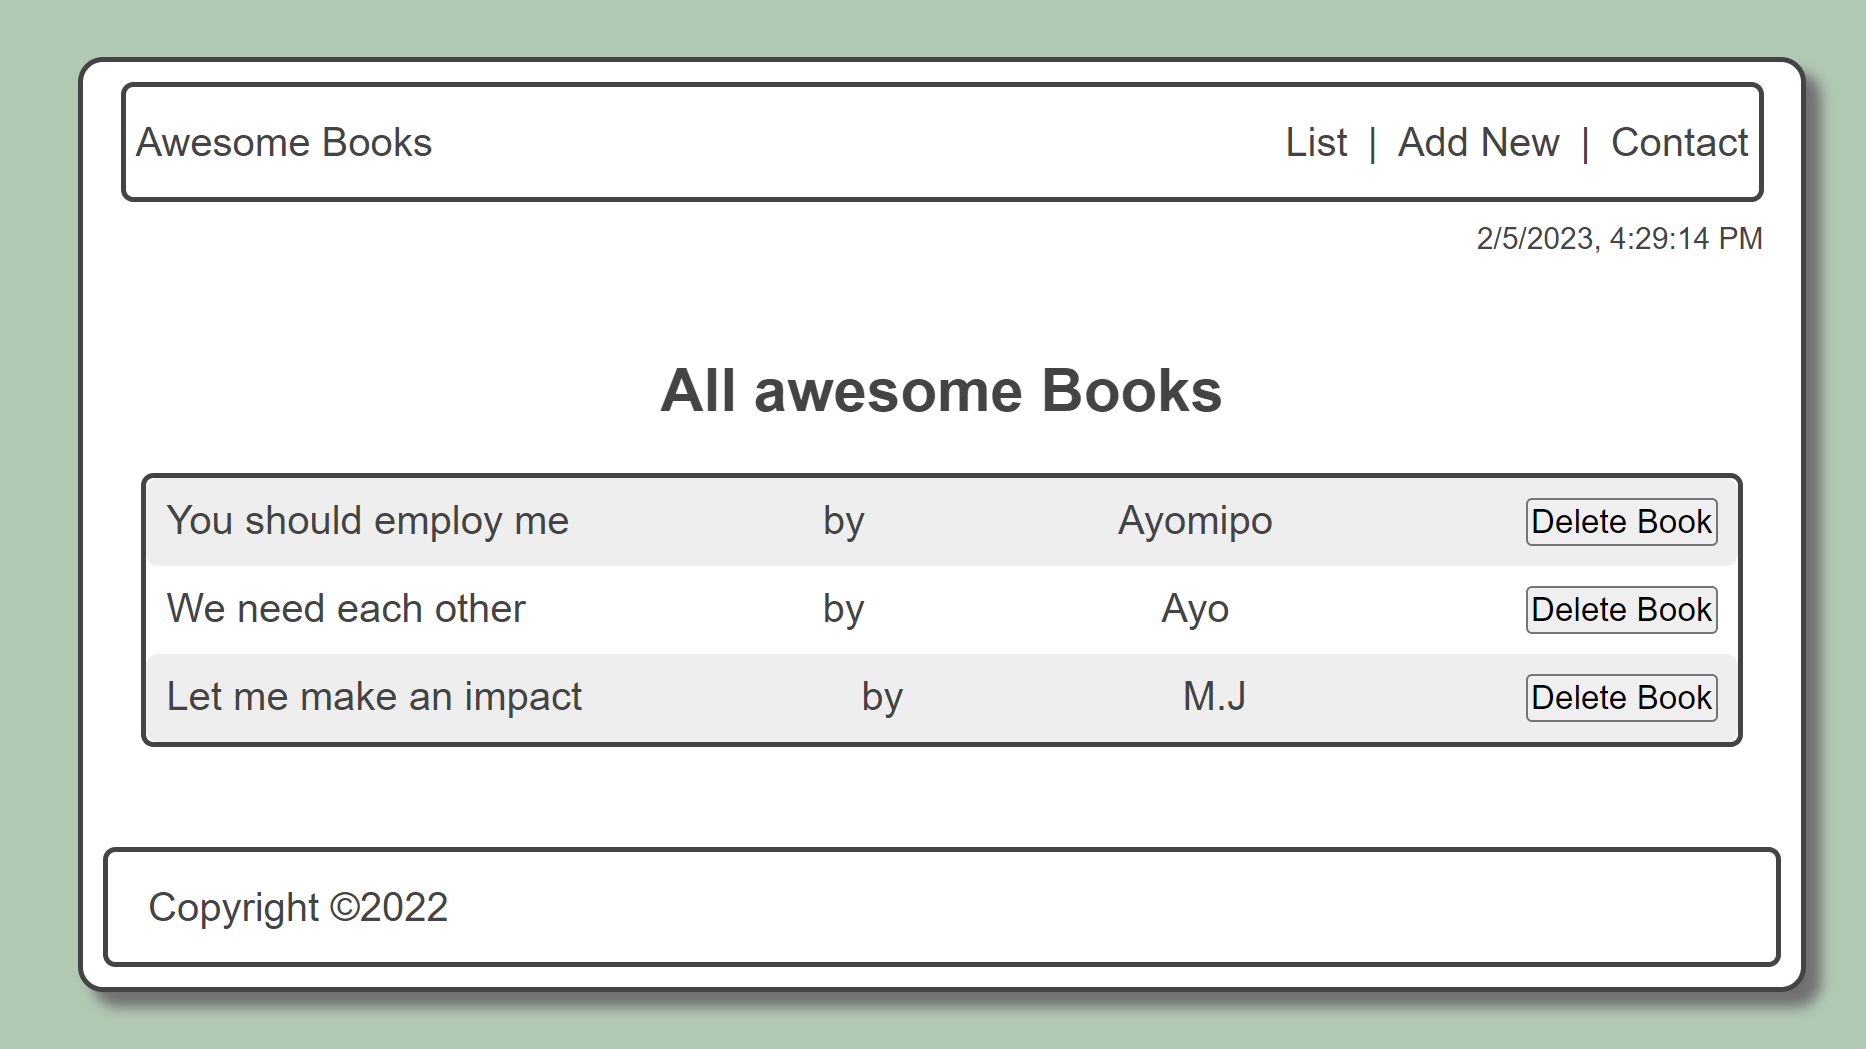 Awesome Books List | Add New | Contact
2/5/2023, 4:29:14 PM
All awesome Books
You should employ me by Ayomipo Delete Book
We need each other by Ayo Delete Book
Let me make an impact by M.J Delete Book
Copyright ©2022